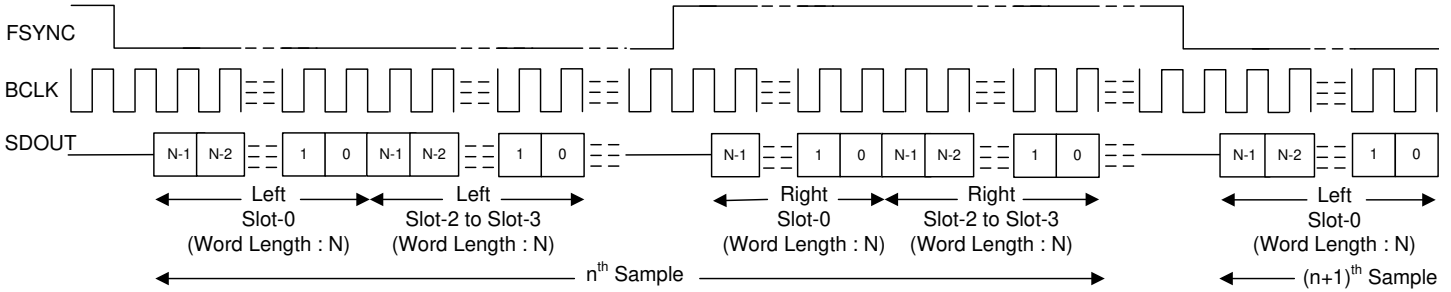 FSYNC
BCLK
SDOUT
N-1 N-2 1 0 N-1 N-2 1 0 N-1 1 0 N-1 N-2 1 0 N-1 N-2 1 0
Left Left Right Right Left
Slot-0 Slot-2 to Slot-3 Slot-0 Slot-2 to Slot-3 Slot-0
(Word Length : N) (Word Length : N) (Word Length : N) (Word Length : N) (Word Length : N)
nth Sample (n+1)th Sample